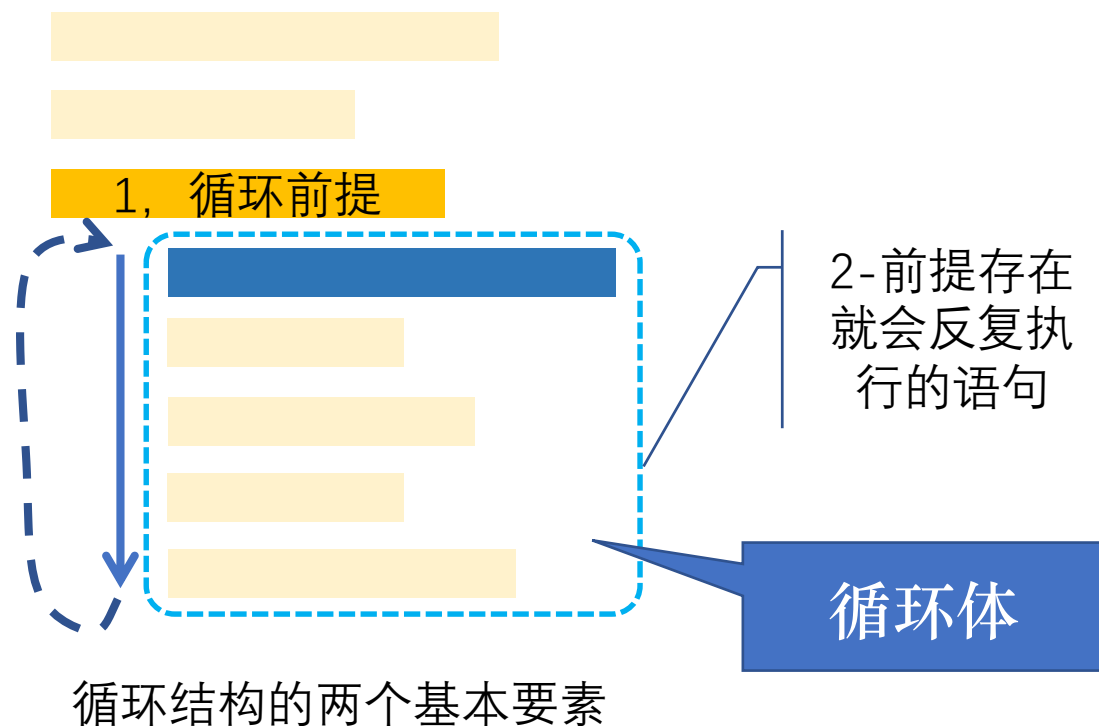 1，循环前提
2-前提存在
就会反复执
行的语句
循环体
循环结构的两个基本要素